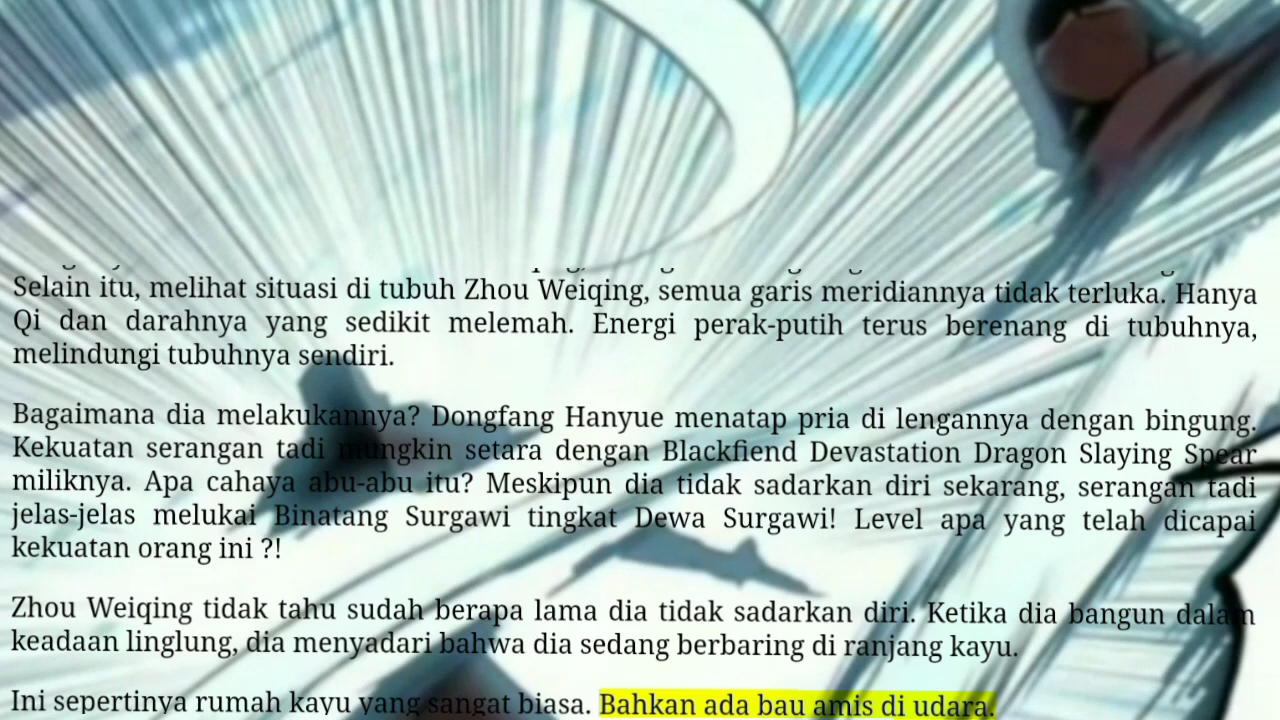 Selain itu, melihat situasi di tubuh Zhou Weiqing, semua garis meridiannya tidak terluka. Hanya
Qi dan darahnya yang sedikit melemah. Energi perak-putih terus berenang di tubuhnya,
melindungi tubuhnya sendiri.
Bagaimana dia melakukannya? Dongfang Hanyue menatap pria di lengannya dengan bingung.
Kekuatan serangan tadi mungkin setara dengan Blackfiend Devastation Dragon Slaying Spear
miliknya. Apa cahaya abu-abu itu? Meskipun dia tidak sadarkan diri sekarang, serangan tadi
jelas-jelas melukai Binatang Surgawi tingkat Dewa Surgawi! Level apa yang telah dicapai
kekuatan orang ini ?!
Zhou Weiqing tidak tahu sudah berapa lama dia tidak sadarkan diri. Ketika dia bangun dalam
keadaan linglung, dia menyadari bahwa dia sedang berbaring di ranjang kayu.
Ini sepertinya rumah kayu yang sangat biasa. Bahkan ada bau amis di udara.